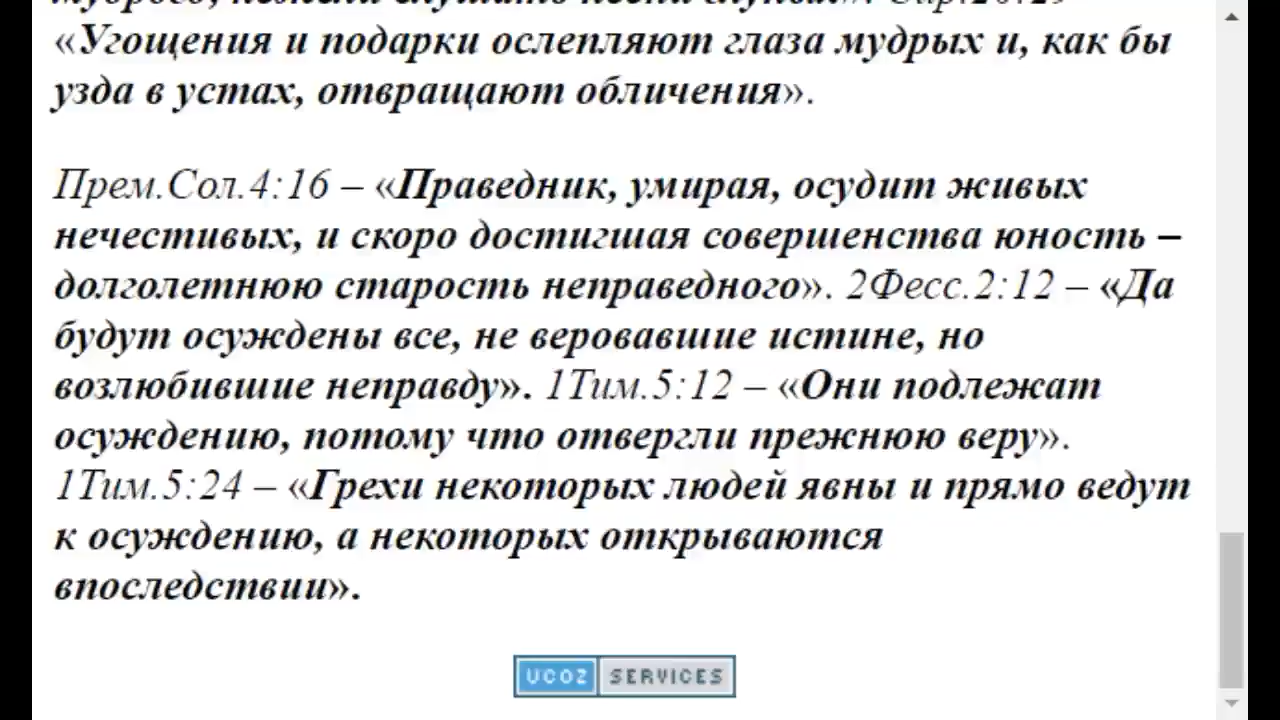 «Угощения и подарки ослепляют глаза мудрых и, как бы
узда в устах, отвращают обличения».
Прем.Сол.4:16 – «Праведник, умирая, осудит живых
нечестивых, и скоро достигшая совершенства юность –
долголетнюю старость неправедного». 2Фесс.2:12 – «Да
будут осуждены все, не веровавшие истине, но
возлюбившие неправду». 1Тим.5:12 – «Они подлежат
осуждению, потому что отвергли прежнюю веру».
1Тим.5:24 – «Грехи некоторых людей явны и прямо ведут
к осуждению, а некоторых открываются
впоследствии».
UCOZ SERVICES